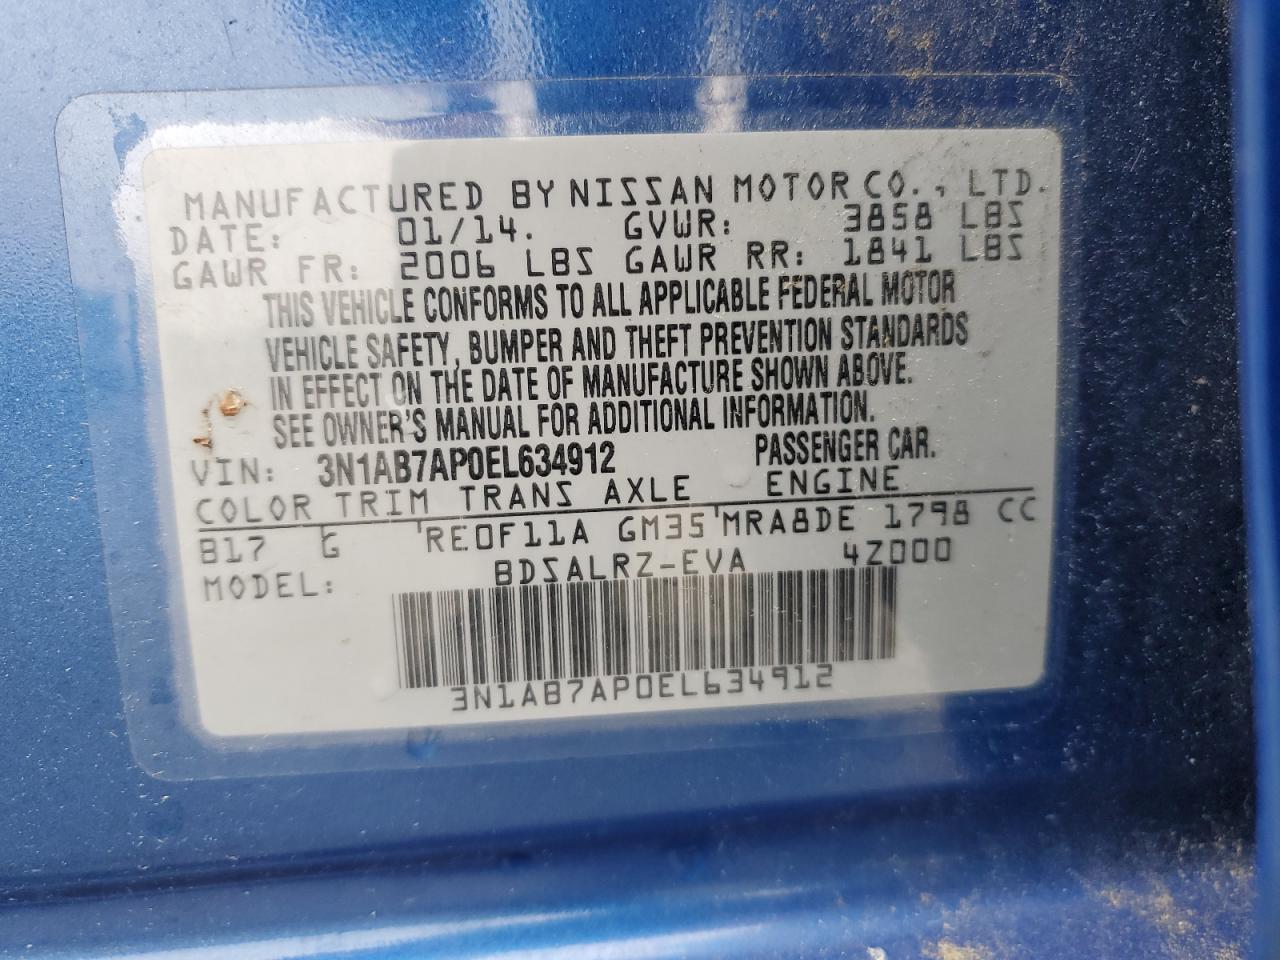 MANUFACTURED BY NISSAN MOTOR CO., LTD.
DATE: 01/14. GVWR: 3858 LBS
GAWR FR: 2006 LBS GAWR RR: 1841 LBS
THIS VEHICLE CONFORMS TO ALL APPLICABLE FEDERAL MOTOR
VEHICLE SAFETY, BUMPER AND THEFT PREVENTION STANDARDS
IN EFFECT ON THE DATE OF MANUFACTURE SHOWN ABOVE.
SEE OWNER'S MANUAL FOR ADDITIONAL INFORMATION.
VIN: 3N1AB7AP0EL634912 PASSENGER CAR.
COLOR TRIM TRANS AXLE ENGINE
B17 G RE0F11A GM35 MRA8DE 1798 CC
MODEL: BDSALRZ-EVA 4Z000
3N1AB7AP0EL634912